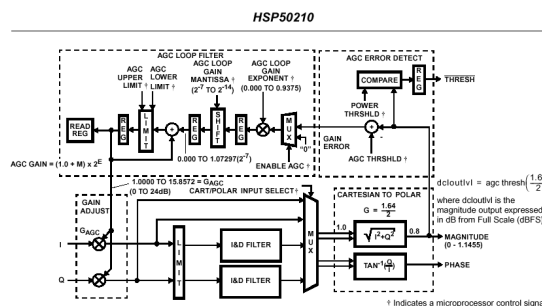 HSP50210
AGC LOOP FILTER
AGC UPPER LIMIT †
AGC LOWER LIMIT †
AGC LOOP GAIN MANTISSA †
(2^-7 TO 2^-14)
AGC LOOP GAIN EXPONENT †
(0.000 TO 0.9375)
READ REG
REG
LIMIT
+
REG
SHIFT
REG
MUX
"0"
ENABLE AGC †
0.000 TO 1.07297(2^-7)
AGC GAIN = (1.0 + M) x 2^E
AGC ERROR DETECT
COMPARE
REG
THRESH
POWER THRSHLD †
+
-
GAIN ERROR
AGC THRSHLD †
1.0000 TO 15.8572 = G_AGC
(0 TO 24dB)
CART/POLAR INPUT SELECT†
GAIN ADJUST
G_AGC
I
Q
LIMIT
I&D FILTER
I&D FILTER
MUX
CARTESIAN TO POLAR
G = 1.64/2
1.0
√I²+Q²
0.8
MAGNITUDE
(0 - 1.1455)
TAN^-1(Q/I)
PHASE
dcloutlvl = agc thresh(1.6
2
where dcloutlvl is the
magnitude output expressed
in dB from Full Scale (dBFS)
† Indicates a microprocessor control signa